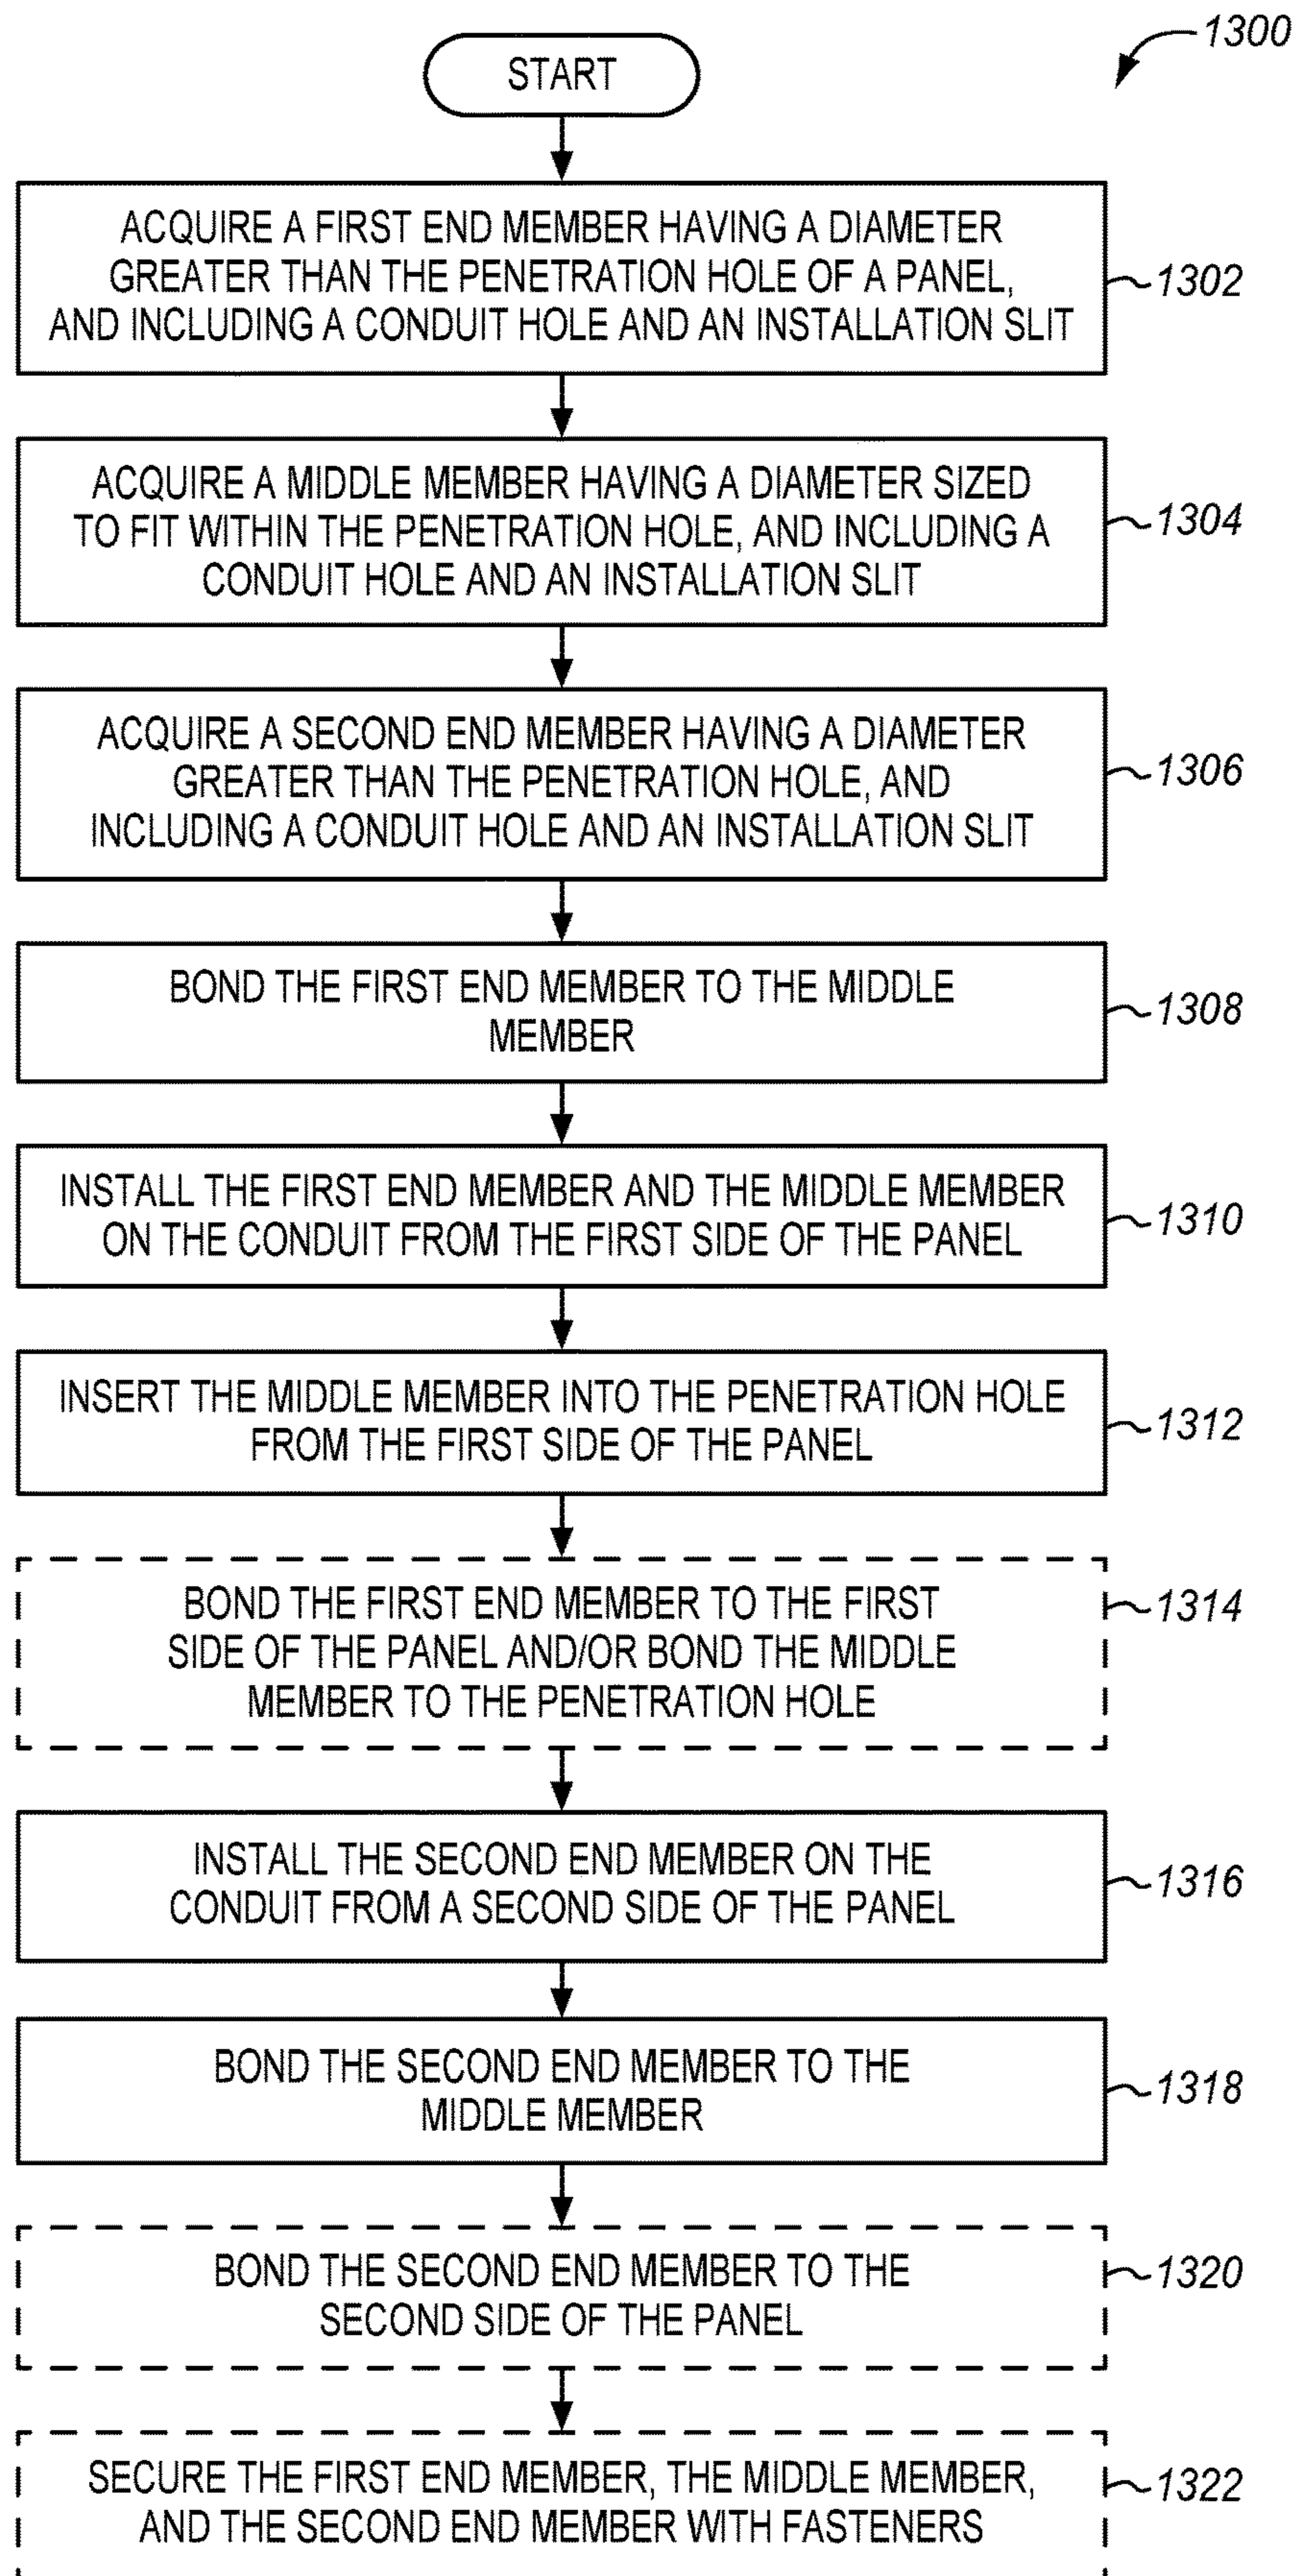 1300
START
ACQUIRE A FIRST END MEMBER HAVING A DIAMETER
GREATER THAN THE PENETRATION HOLE OF A PANEL,
AND INCLUDING A CONDUIT HOLE AND AN INSTALLATION SLIT
1302
ACQUIRE A MIDDLE MEMBER HAVING A DIAMETER SIZED
TO FIT WITHIN THE PENETRATION HOLE, AND INCLUDING A
CONDUIT HOLE AND AN INSTALLATION SLIT
1304
ACQUIRE A SECOND END MEMBER HAVING A DIAMETER
GREATER THAN THE PENETRATION HOLE, AND
INCLUDING A CONDUIT HOLE AND AN INSTALLATION SLIT
1306
BOND THE FIRST END MEMBER TO THE MIDDLE
MEMBER
1308
INSTALL THE FIRST END MEMBER AND THE MIDDLE MEMBER
ON THE CONDUIT FROM THE FIRST SIDE OF THE PANEL
1310
INSERT THE MIDDLE MEMBER INTO THE PENETRATION HOLE
FROM THE FIRST SIDE OF THE PANEL
1312
BOND THE FIRST END MEMBER TO THE FIRST
SIDE OF THE PANEL AND/OR BOND THE MIDDLE
MEMBER TO THE PENETRATION HOLE
1314
INSTALL THE SECOND END MEMBER ON THE
CONDUIT FROM A SECOND SIDE OF THE PANEL
1316
BOND THE SECOND END MEMBER TO THE
MIDDLE MEMBER
1318
BOND THE SECOND END MEMBER TO THE
SECOND SIDE OF THE PANEL
1320
SECURE THE FIRST END MEMBER, THE MIDDLE MEMBER,
AND THE SECOND END MEMBER WITH FASTENERS
1322